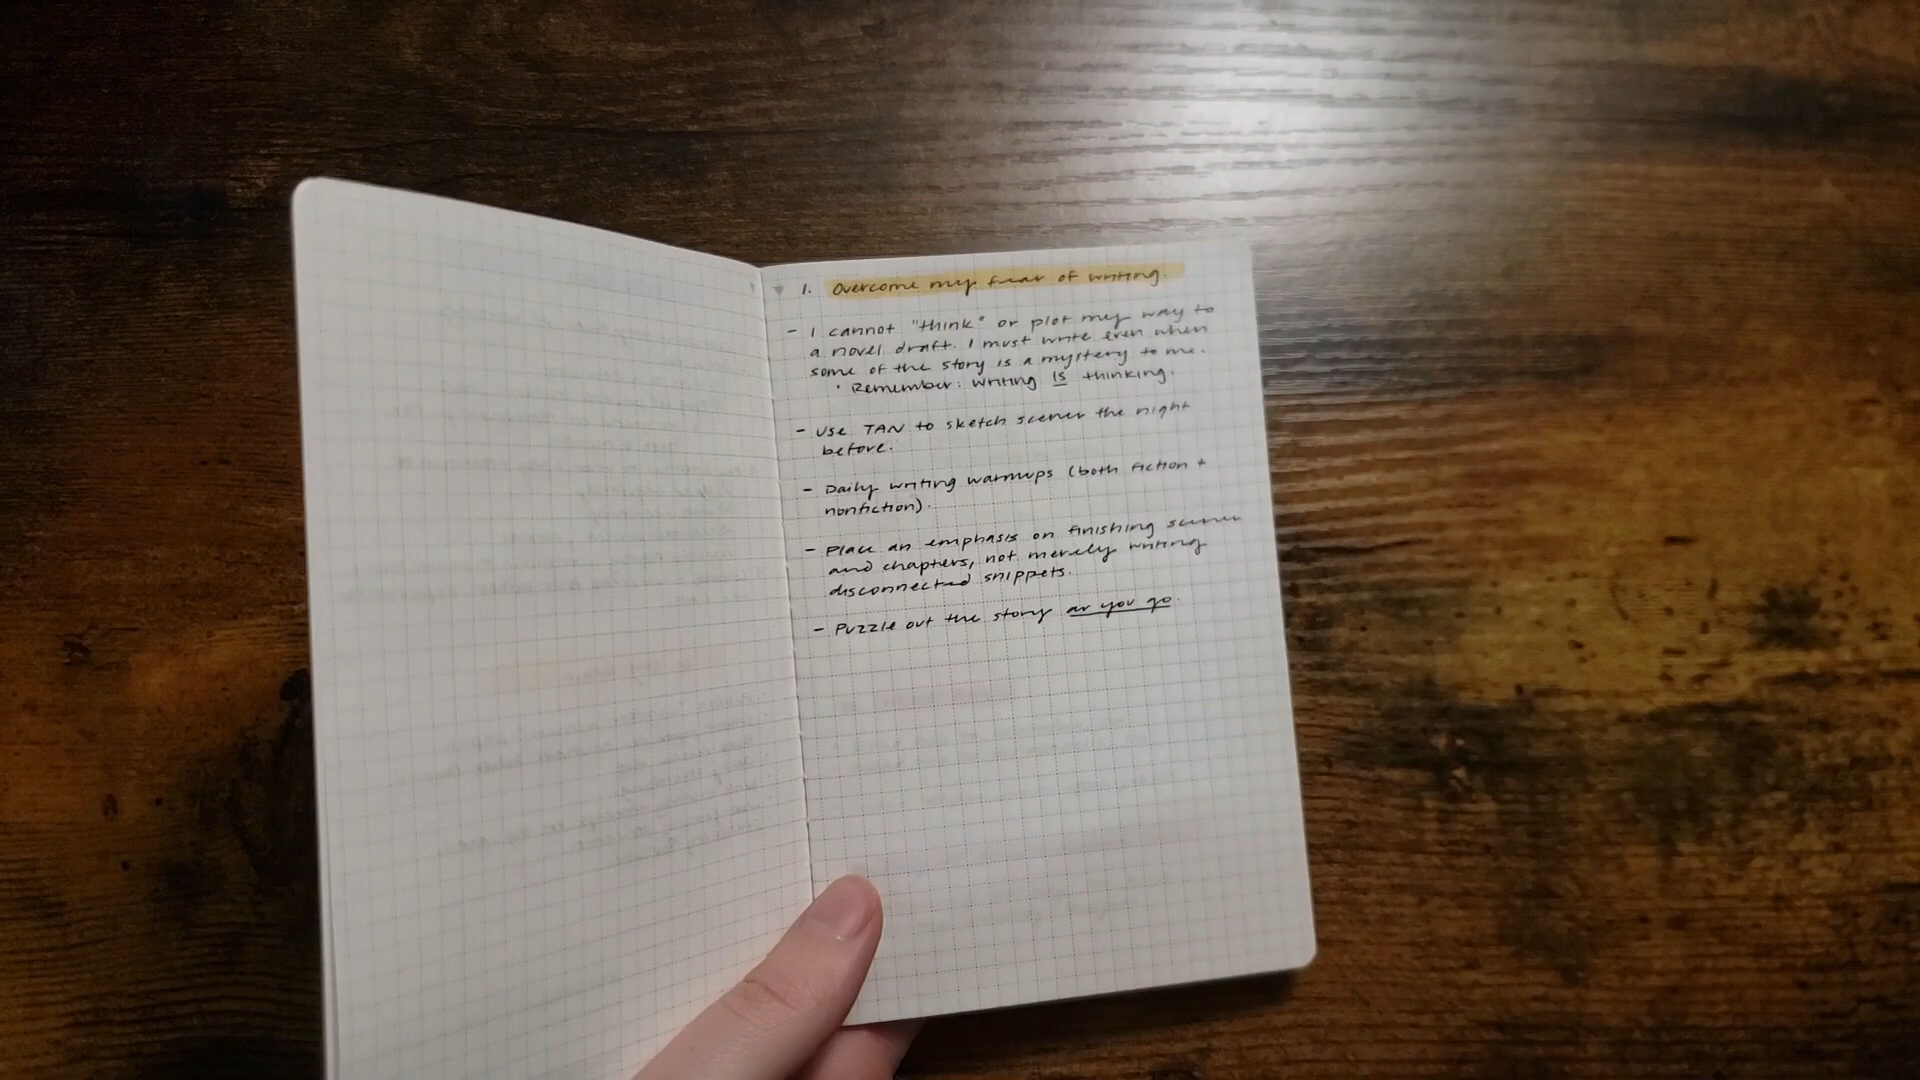 1. Overcome my fear of writing.
- I cannot "think" or plot my way to
a novel draft. I must write even when
some of the story is a mystery to me.
• Remember: writing IS thinking.
- Use TAN to sketch scenes the night
before.
- Daily writing warmups (both fiction +
nonfiction).
- Place an emphasis on finishing scenes
and chapters, not merely writing
disconnected snippets.
- Puzzle out the story as you go.